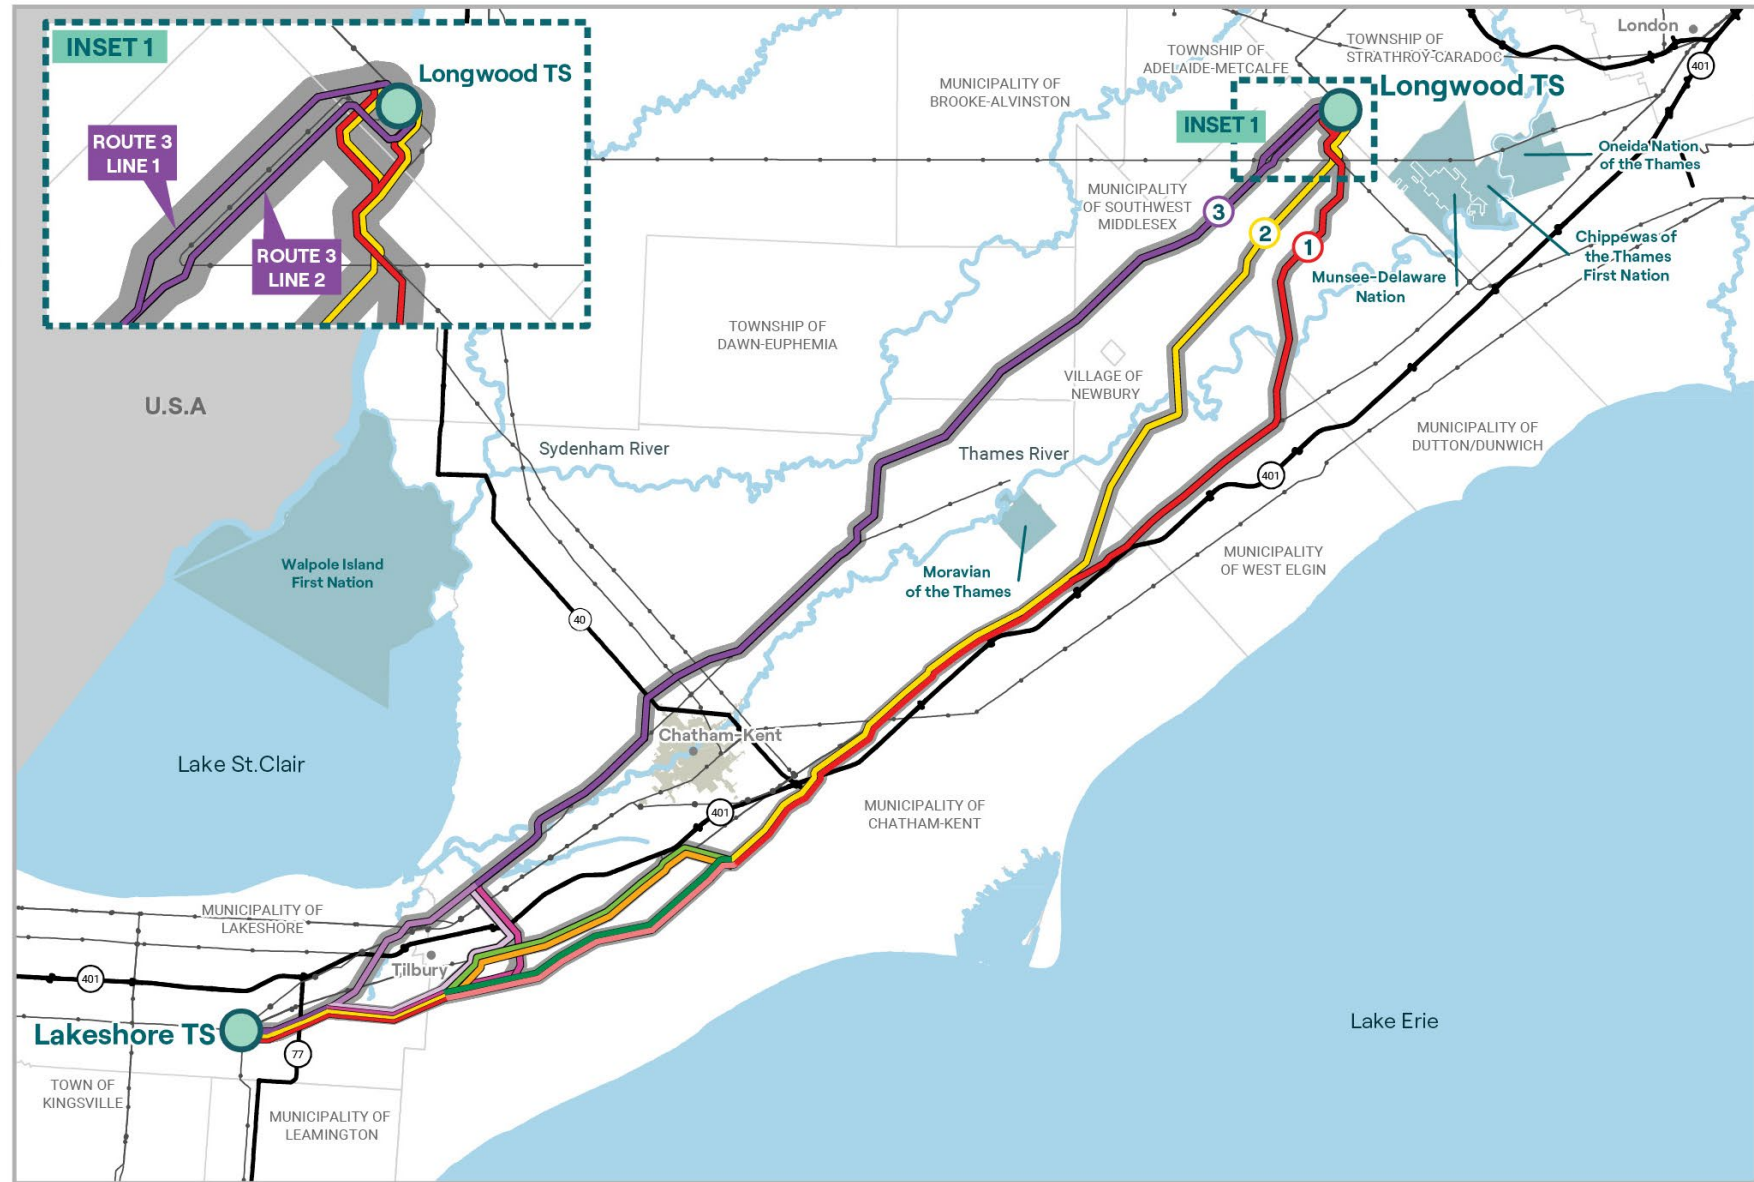 INSET 1
Longwood TS
ROUTE 3
LINE 1
ROUTE 3
LINE 2
London
TOWNSHIP OF
STRATHROY-CARADOC
TOWNSHIP OF
ADELAIDE-METCALFE
401
MUNICIPALITY OF
BROOKE-ALVINSTON
Longwood TS
INSET 1
Oneida Nation
of the Thames
MUNICIPALITY
OF SOUTHWEST
MIDDLESEX
3
2
1
Chippewas of
the Thames
First Nation
Munsee-Delaware
Nation
TOWNSHIP OF
DAWN-EUPHEMIA
VILLAGE OF
NEWBURY
U.S.A
MUNICIPALITY OF
DUTTON/DUNWICH
Sydenham River
Thames River
401
MUNICIPALITY
OF WEST ELGIN
Walpole Island
First Nation
Moravian
of the Thames
40
Chatham-Kent
Lake St.Clair
401
MUNICIPALITY OF
CHATHAM-KENT
MUNICIPALITY OF
LAKESHORE
Tilbury
401
Lakeshore TS
77
Lake Erie
TOWN OF
KINGSVILLE
MUNICIPALITY OF
LEAMINGTON